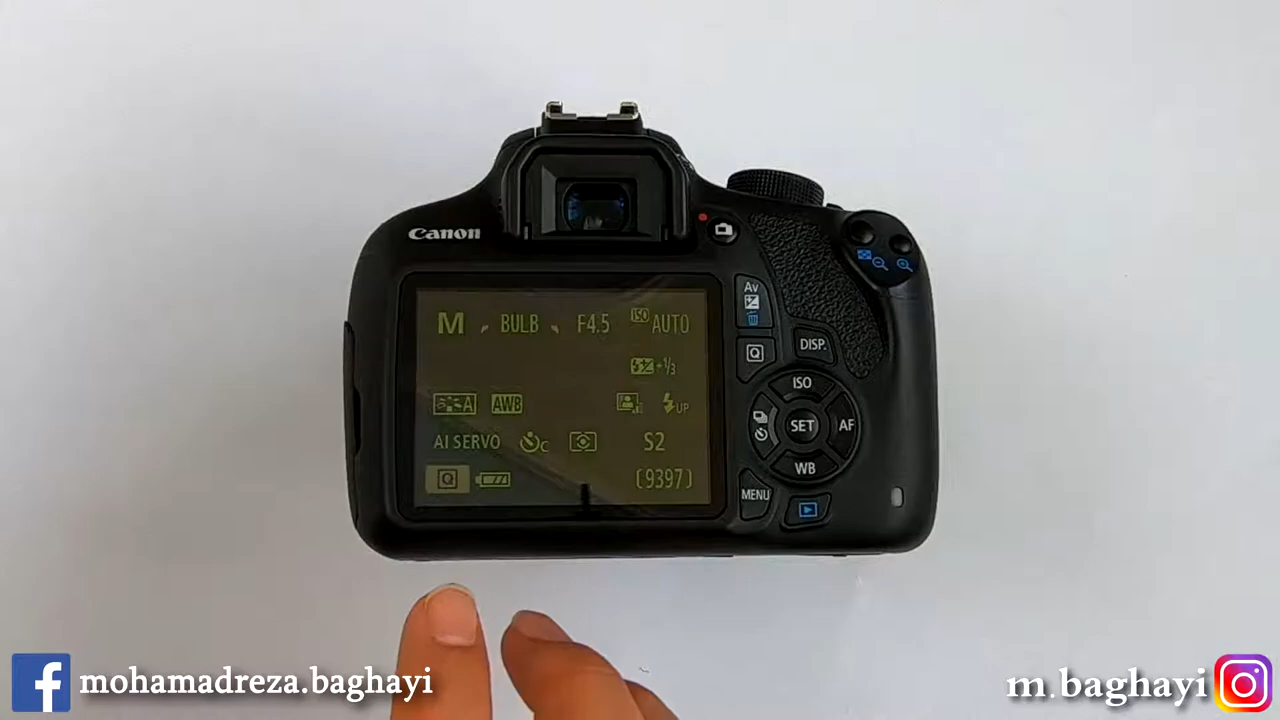 Canon
M BULB F4.5 ISO AUTO
+1/3
A AWB UP
AI SERVO C S2
Q [9397]
Av
Q DISP.
ISO
SET AF
WB
MENU
mohamadreza.baghayi
m.baghayi